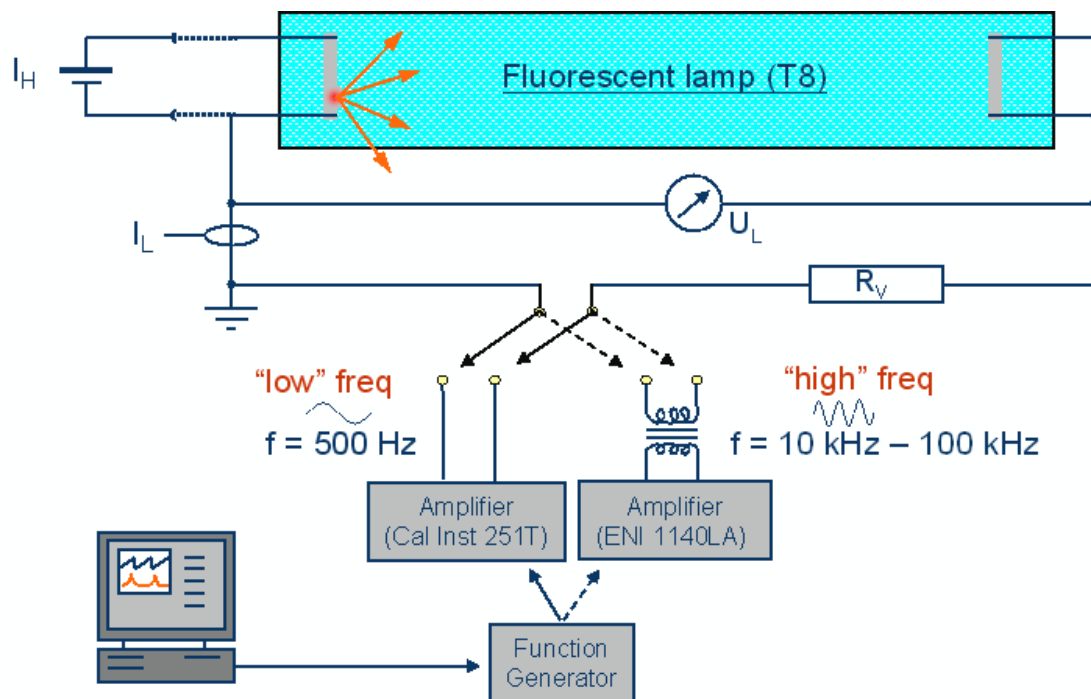 I_H
Fluorescent lamp (T8)
U_L
I_L
R_V
"low" freq
f = 500 Hz
"high" freq
f = 10 kHz – 100 kHz
Amplifier
(Cal Inst 251T)
Amplifier
(ENI 1140LA)
Function
Generator